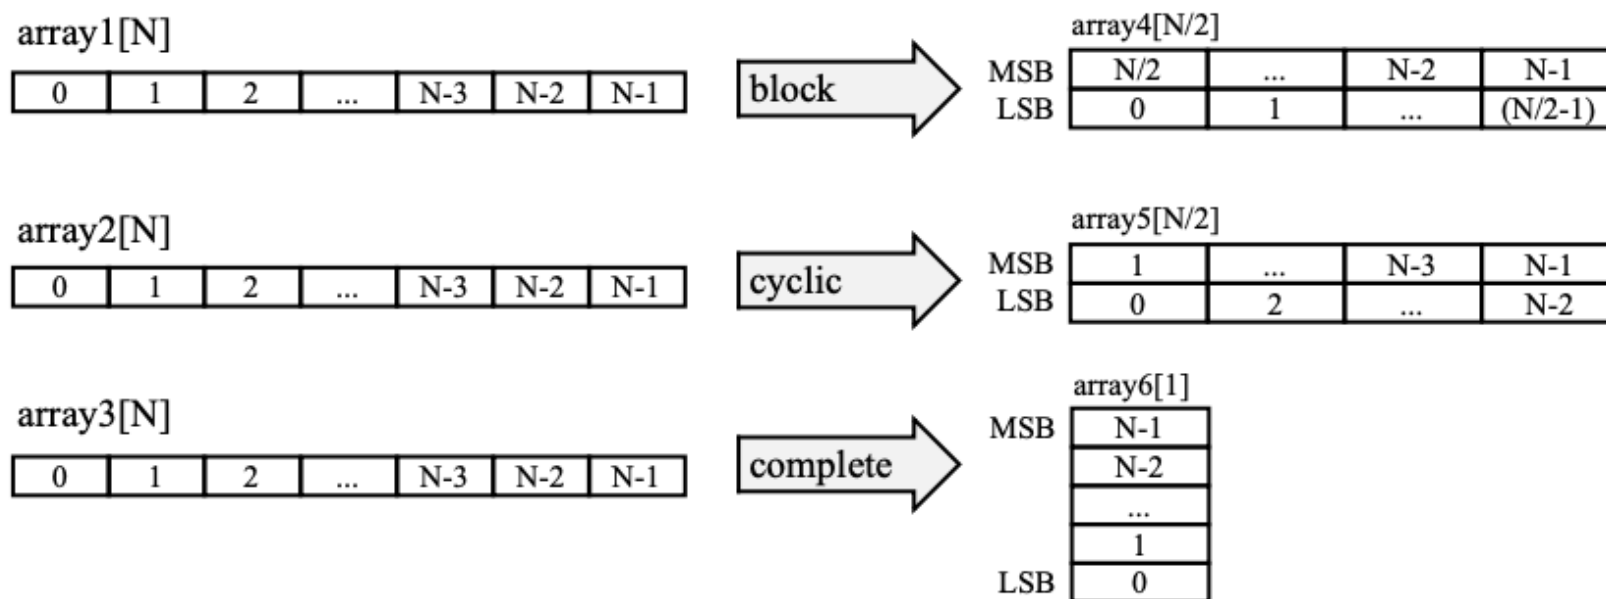 array1[N]
0 1 2 ... N-3 N-2 N-1
block
array4[N/2]
MSB N/2 ... N-2 N-1
LSB 0 1 ... (N/2-1)
array2[N]
0 1 2 ... N-3 N-2 N-1
cyclic
array5[N/2]
MSB 1 ... N-3 N-1
LSB 0 2 ... N-2
array3[N]
0 1 2 ... N-3 N-2 N-1
complete
array6[1]
MSB N-1
N-2
...
1
LSB 0